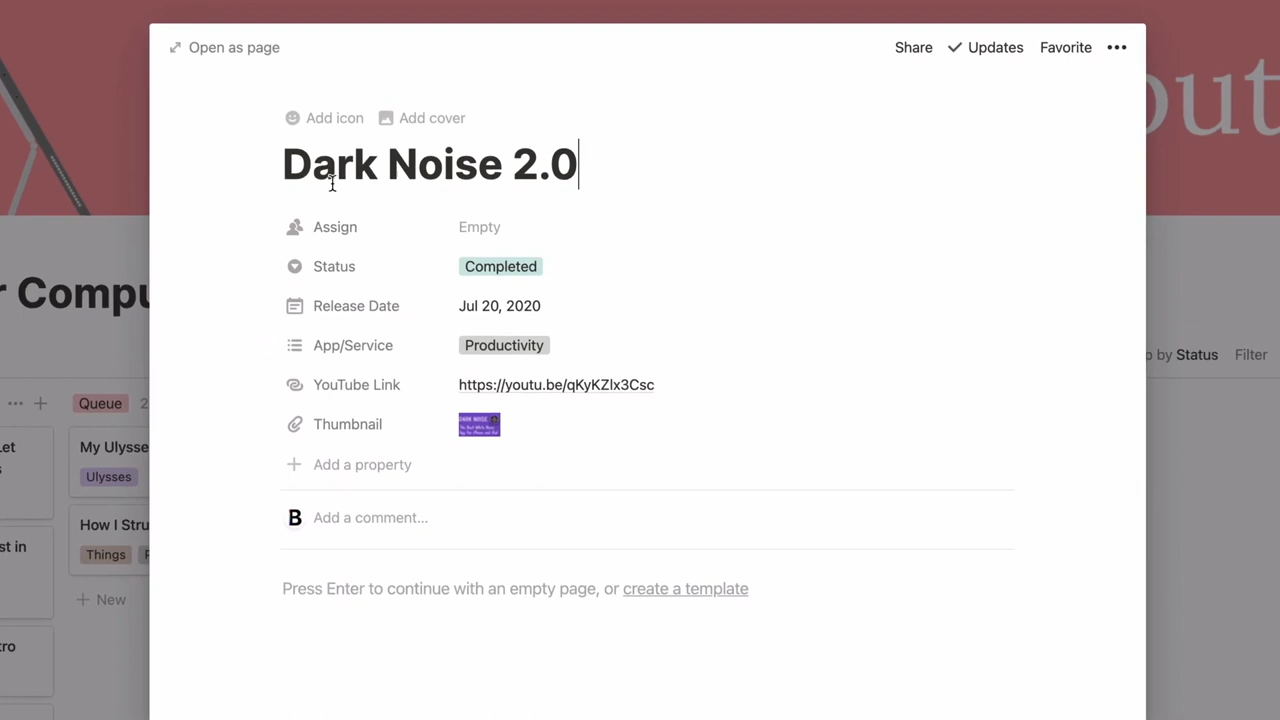 Open as page
Share Updates Favorite
Add icon Add cover
Dark Noise 2.0
Assign Empty
Status Completed
Release Date Jul 20, 2020
App/Service Productivity
YouTube Link https://youtu.be/qKyKZlx3Csc
Thumbnail
Add a property
B Add a comment...
Press Enter to continue with an empty page, or create a template
out
r Compu
o by Status Filter
Queue 2
et
My Ulysse
Ulysses
st in
How I Stru
Things P
New
tro